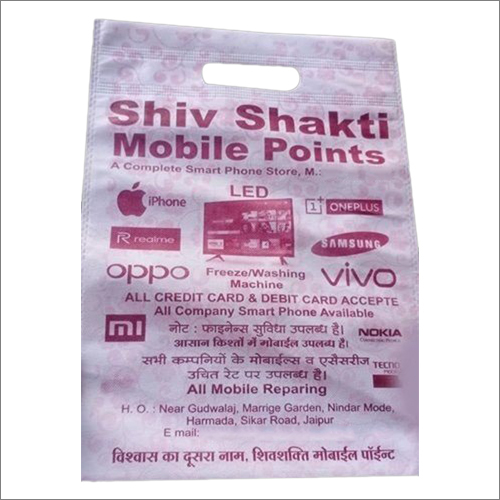 Shiv Shakti
Mobile Points
A Complete Smart Phone Store, M.:
LED
iPhone
1+ ONEPLUS
R realme
SAMSUNG
oppo
Freeze/Washing
Machine
vivo
ALL CREDIT CARD & DEBIT CARD ACCEPTE
All Company Smart Phone Available
mi
नोट : फाइनेन्स सुविधा उपलब्ध है।
आसान किश्तों में मोबाईल उपलब्ध है।
NOKIA
सभी कम्पनियों के मोबाईल्स व एसैसरीज
उचित रेट पर उपलब्ध है।
TECNO
All Mobile Reparing
H. O. : Near Gudwalaj, Marrige Garden, Nindar Mode,
Harmada, Sikar Road, Jaipur
E mail:
विश्वास का दूसरा नाम, शिवशक्ति मोबाईल पॉईन्ट